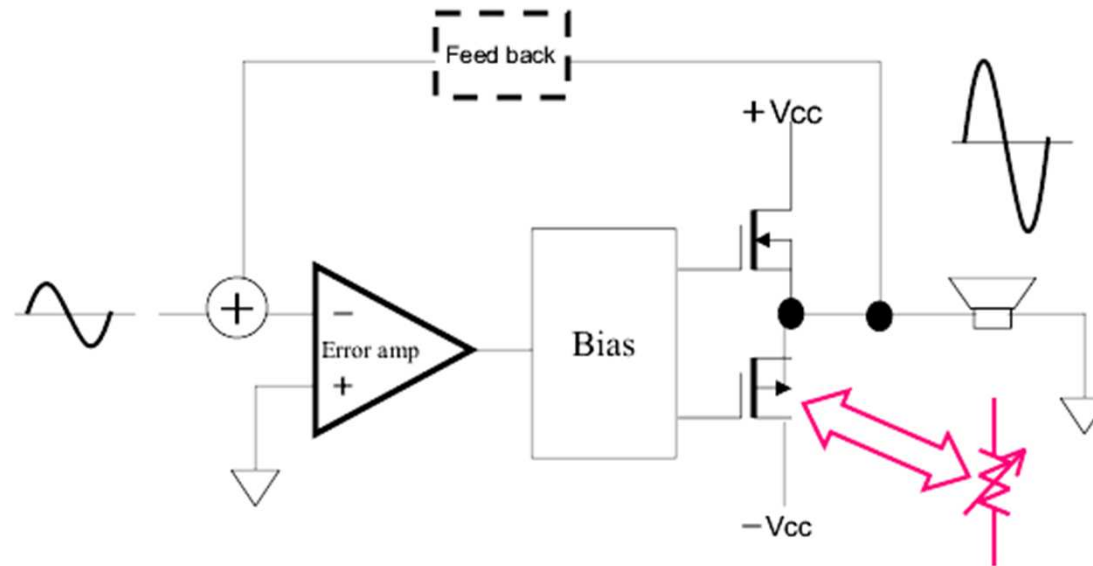 Feed back
+Vcc
+
−
Error amp
+
Bias
−Vcc